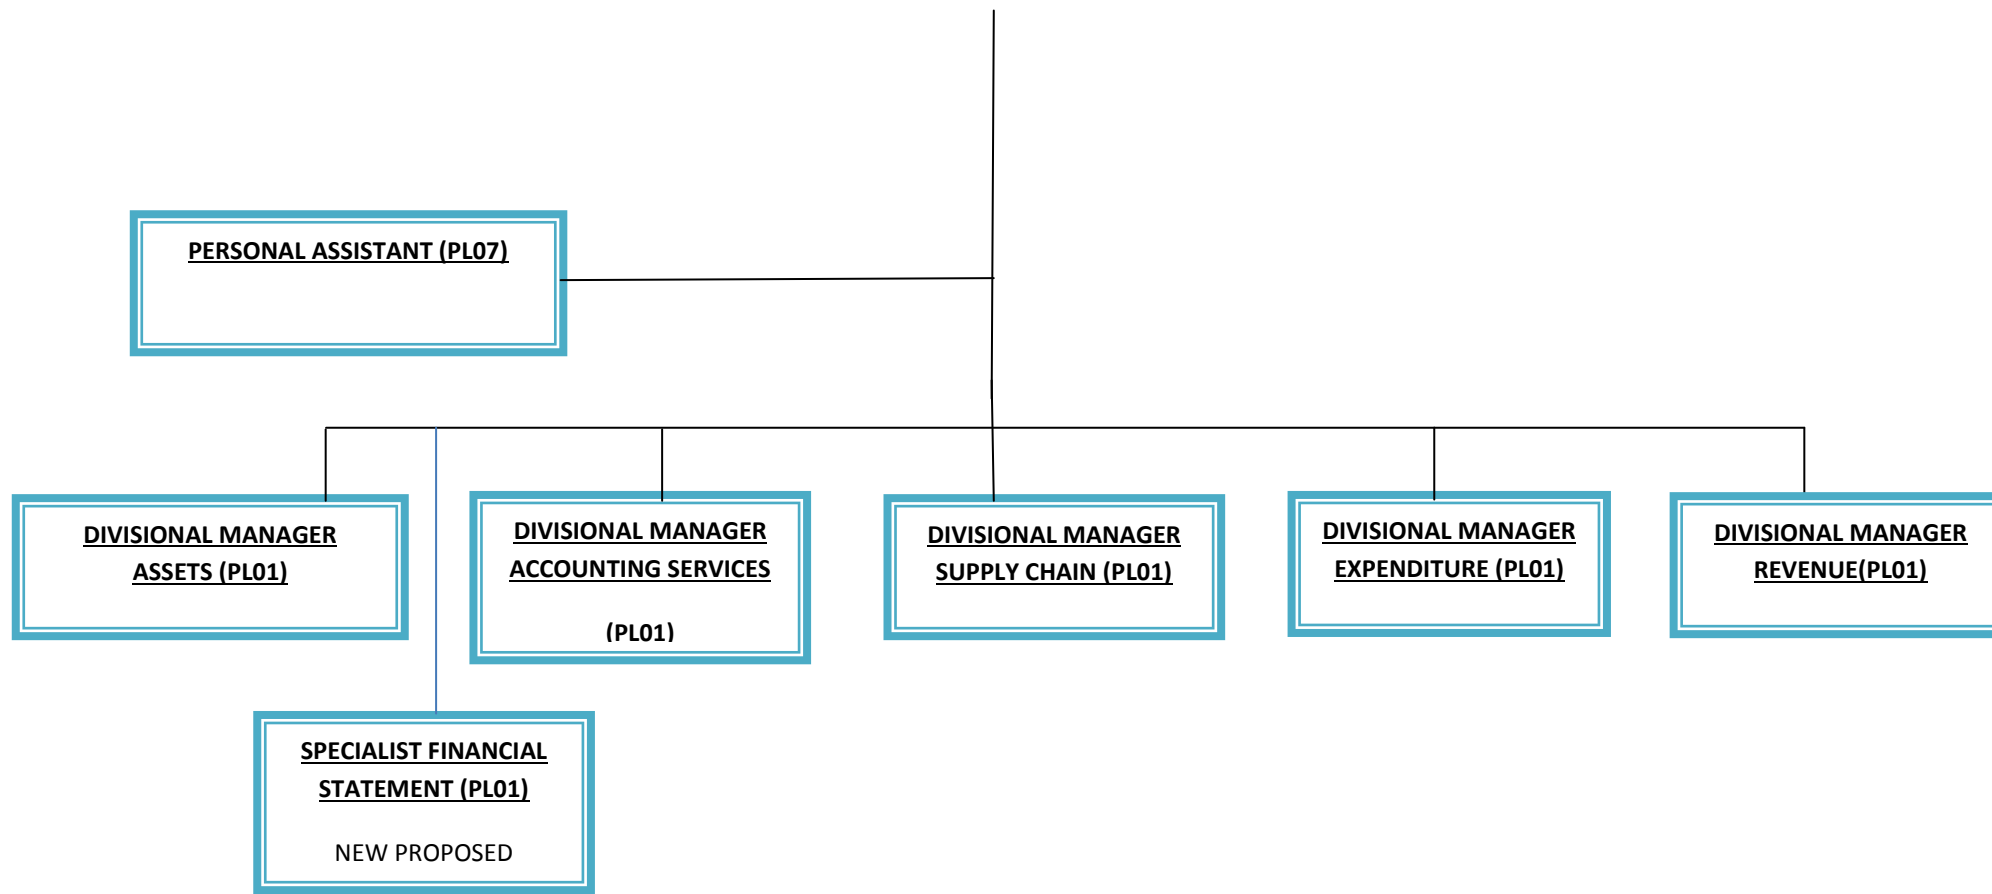 PERSONAL ASSISTANT (PL07)
DIVISIONAL MANAGER
ASSETS (PL01)
DIVISIONAL MANAGER
ACCOUNTING SERVICES
(PL01)
DIVISIONAL MANAGER
SUPPLY CHAIN (PL01)
DIVISIONAL MANAGER
EXPENDITURE (PL01)
DIVISIONAL MANAGER
REVENUE(PL01)
SPECIALIST FINANCIAL
STATEMENT (PL01)
NEW PROPOSED